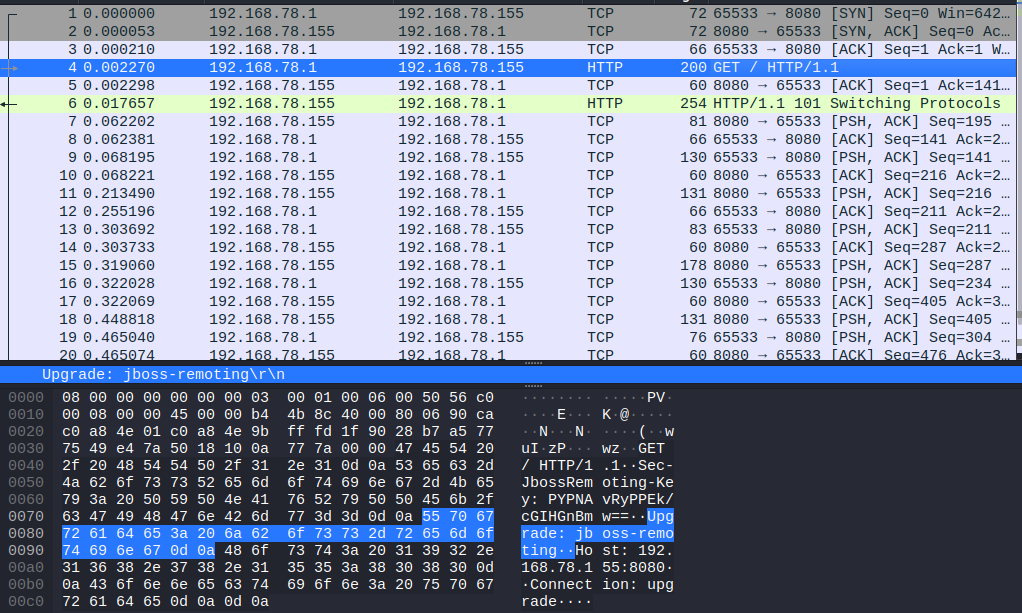 1 0.000000 192.168.78.1 192.168.78.155 TCP 72 65533 → 8080 [SYN] Seq=0 Win=642…
2 0.000053 192.168.78.155 192.168.78.1 TCP 72 8080 → 65533 [SYN, ACK] Seq=0 Ac…
3 0.000210 192.168.78.1 192.168.78.155 TCP 66 65533 → 8080 [ACK] Seq=1 Ack=1 W…
4 0.002270 192.168.78.1 192.168.78.155 HTTP 200 GET / HTTP/1.1
5 0.002298 192.168.78.155 192.168.78.1 TCP 60 8080 → 65533 [ACK] Seq=1 Ack=141…
6 0.017657 192.168.78.155 192.168.78.1 HTTP 254 HTTP/1.1 101 Switching Protocols
7 0.062202 192.168.78.155 192.168.78.1 TCP 81 8080 → 65533 [PSH, ACK] Seq=195 …
8 0.062381 192.168.78.1 192.168.78.155 TCP 66 65533 → 8080 [ACK] Seq=141 Ack=2…
9 0.068195 192.168.78.1 192.168.78.155 TCP 130 65533 → 8080 [PSH, ACK] Seq=141 …
10 0.068221 192.168.78.155 192.168.78.1 TCP 60 8080 → 65533 [ACK] Seq=216 Ack=2…
11 0.213490 192.168.78.155 192.168.78.1 TCP 131 8080 → 65533 [PSH, ACK] Seq=216 …
12 0.255196 192.168.78.1 192.168.78.155 TCP 66 65533 → 8080 [ACK] Seq=211 Ack=2…
13 0.303692 192.168.78.1 192.168.78.155 TCP 83 65533 → 8080 [PSH, ACK] Seq=211 …
14 0.303733 192.168.78.155 192.168.78.1 TCP 60 8080 → 65533 [ACK] Seq=287 Ack=2…
15 0.319060 192.168.78.155 192.168.78.1 TCP 178 8080 → 65533 [PSH, ACK] Seq=287 …
16 0.322028 192.168.78.1 192.168.78.155 TCP 130 65533 → 8080 [PSH, ACK] Seq=234 …
17 0.322069 192.168.78.155 192.168.78.1 TCP 60 8080 → 65533 [ACK] Seq=405 Ack=3…
18 0.448818 192.168.78.155 192.168.78.1 TCP 131 8080 → 65533 [PSH, ACK] Seq=405 …
19 0.465040 192.168.78.1 192.168.78.155 TCP 76 65533 → 8080 [PSH, ACK] Seq=304 …
20 0.465074 192.168.78.155 192.168.78.1 TCP 60 8080 → 65533 [ACK] Seq=476 Ack=3…
Upgrade: jboss-remoting\r\n
0000 08 00 00 00 00 00 00 03 00 01 00 06 00 50 56 c0 ········ ·····PV·
0010 00 08 00 00 45 00 00 b4 4b 8c 40 00 80 06 90 ca ····E··· K·@·····
0020 c0 a8 4e 01 c0 a8 4e 9b ff fd 1f 90 28 b7 a5 77 ··N···N· ····(··w
0030 75 49 e4 7a 50 18 10 0a 77 7a 00 00 47 45 54 20 uI·zP··· wz··GET
0040 2f 20 48 54 54 50 2f 31 2e 31 0d 0a 53 65 63 2d / HTTP/1 .1··Sec-
0050 4a 62 6f 73 73 52 65 6d 6f 74 69 6e 67 2d 4b 65 JbossRem oting-Ke
0060 79 3a 20 50 59 50 4e 41 76 52 79 50 50 45 6b 2f y: PYPNA vRyPPEk/
0070 63 47 49 48 47 6e 42 6d 77 3d 3d 0d 0a 55 70 67 cGIHGnBm w==··Upg
0080 72 61 64 65 3a 20 6a 62 6f 73 73 2d 72 65 6d 6f rade: jb oss-remo
0090 74 69 6e 67 0d 0a 48 6f 73 74 3a 20 31 39 32 2e ting··Ho st: 192.
00a0 31 36 38 2e 37 38 2e 31 35 35 3a 38 30 38 30 0d 168.78.1 55:8080·
00b0 0a 43 6f 6e 6e 65 63 74 69 6f 6e 3a 20 75 70 67 ·Connect ion: upg
00c0 72 61 64 65 0d 0a 0d 0a rade····